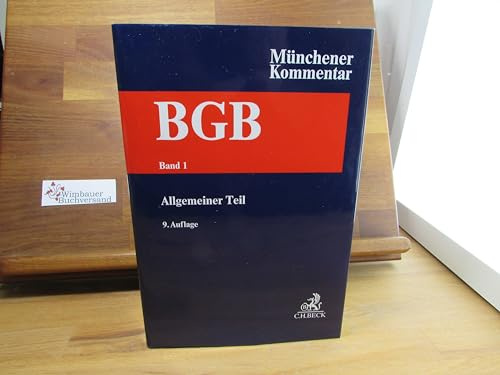 Münchener
Kommentar
BGB
Band 1
Allgemeiner Teil
9. Auflage
C.H.BECK
Wimbauer
Buchversand